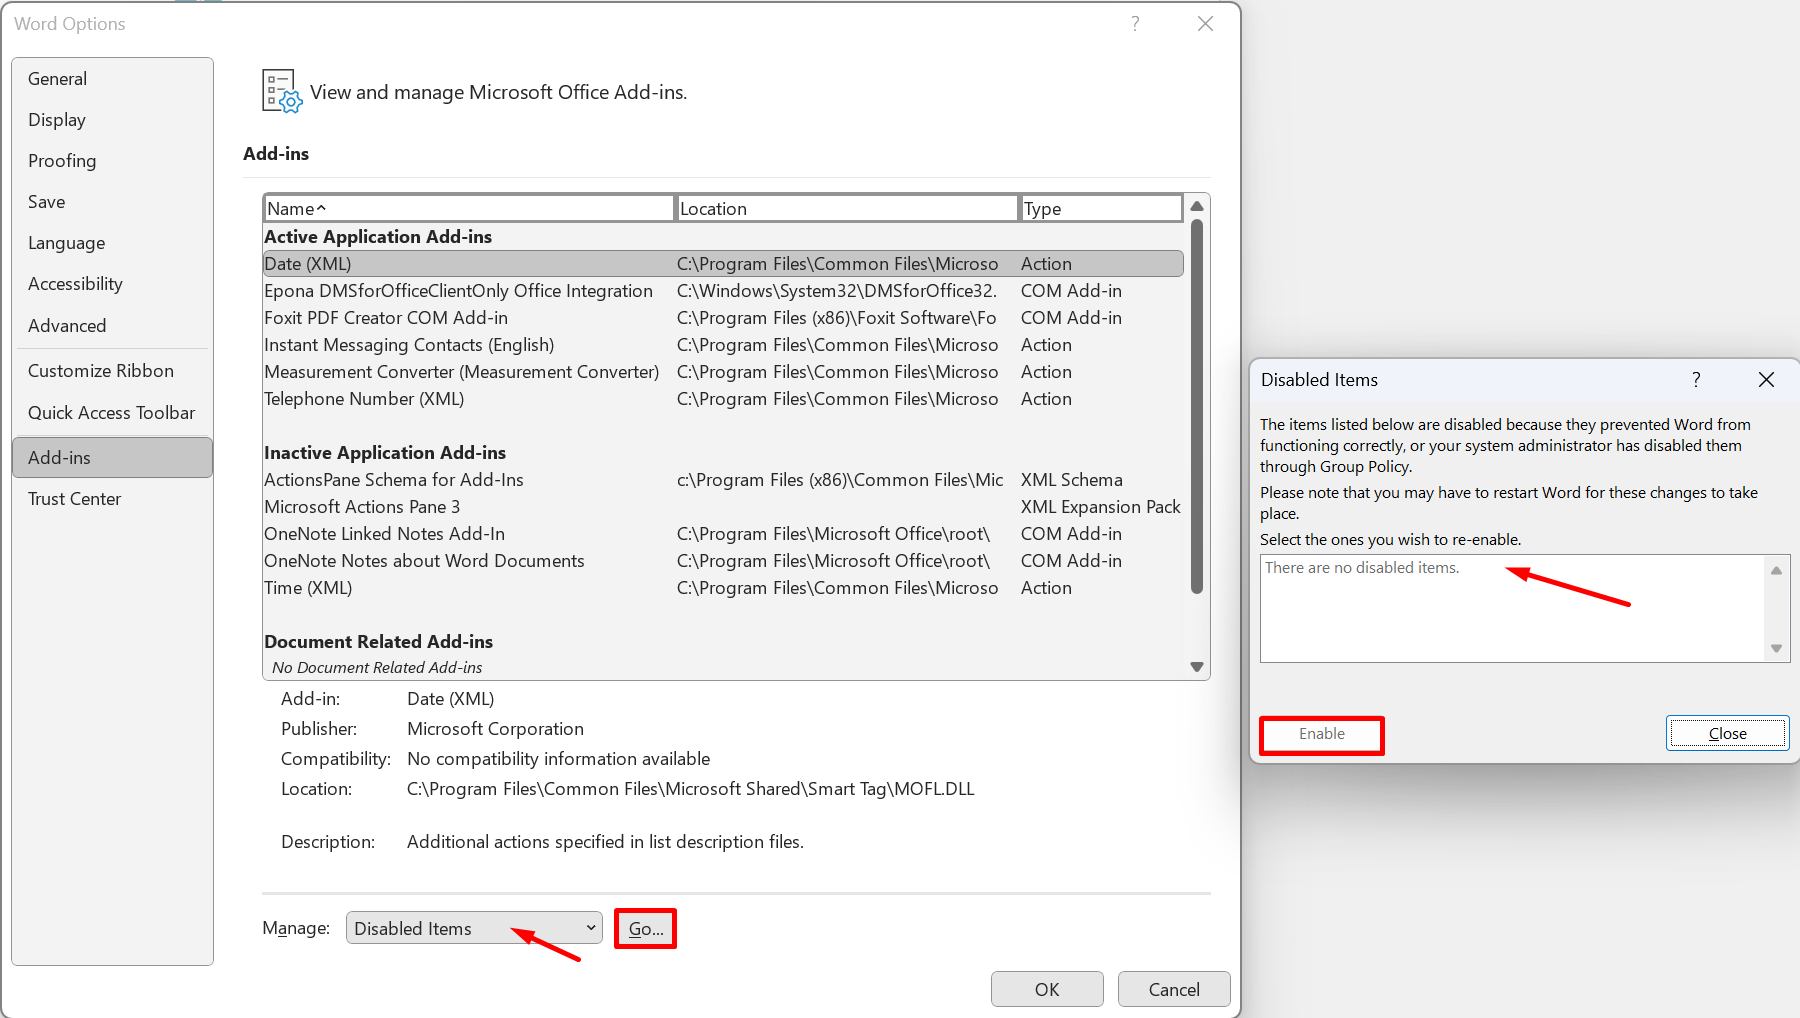 Word Options
?
General
Display
Proofing
Save
Language
Accessibility
Advanced
Customize Ribbon
Quick Access Toolbar
Add-ins
Trust Center
View and manage Microsoft Office Add-ins.
Add-ins
Name Location Type
Active Application Add-ins
Date (XML) C:\Program Files\Common Files\Microso Action
Epona DMSforOfficeClientOnly Office Integration C:\Windows\System32\DMSforOffice32. COM Add-in
Foxit PDF Creator COM Add-in C:\Program Files (x86)\Foxit Software\Fo COM Add-in
Instant Messaging Contacts (English) C:\Program Files\Common Files\Microso Action
Measurement Converter (Measurement Converter) C:\Program Files\Common Files\Microso Action
Telephone Number (XML) C:\Program Files\Common Files\Microso Action
Inactive Application Add-ins
ActionsPane Schema for Add-Ins c:\Program Files (x86)\Common Files\Mic XML Schema
Microsoft Actions Pane 3 XML Expansion Pack
OneNote Linked Notes Add-In C:\Program Files\Microsoft Office\root\ COM Add-in
OneNote Notes about Word Documents C:\Program Files\Microsoft Office\root\ COM Add-in
Time (XML) C:\Program Files\Common Files\Microso Action
Document Related Add-ins
No Document Related Add-ins
Add-in: Date (XML)
Publisher: Microsoft Corporation
Compatibility: No compatibility information available
Location: C:\Program Files\Common Files\Microsoft Shared\Smart Tag\MOFL.DLL
Description: Additional actions specified in list description files.
Manage: Disabled Items Go...
OK Cancel
Disabled Items ?
The items listed below are disabled because they prevented Word from
functioning correctly, or your system administrator has disabled them
through Group Policy.
Please note that you may have to restart Word for these changes to take
place.
Select the ones you wish to re-enable.
There are no disabled items.
Enable Close